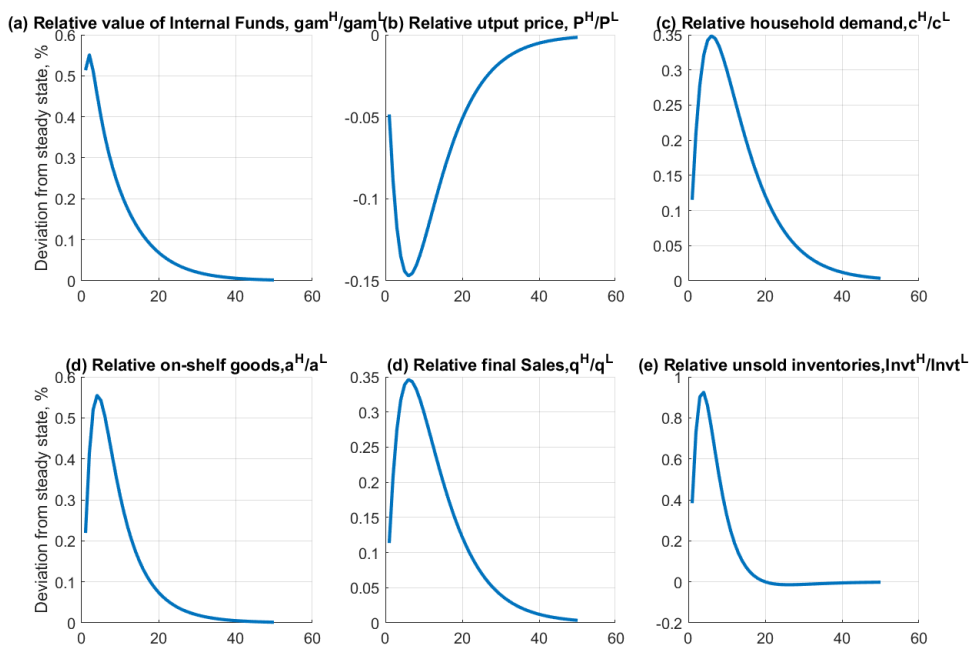 (a) Relative value of Internal Funds, gam^H/gam^L
(b) Relative utput price, P^H/P^L
(c) Relative household demand,c^H/c^L
Deviation from steady state, %
0.6
0.5
0.4
0.3
0.2
0.1
0
0 20 40 60
0
-0.05
-0.1
-0.15
0 20 40 60
0.35
0.3
0.25
0.2
0.15
0.1
0.05
0
0 20 40 60
(d) Relative on-shelf goods,a^H/a^L
(d) Relative final Sales,q^H/q^L
(e) Relative unsold inventories,Invt^H/Invt^L
Deviation from steady state, %
0.6
0.5
0.4
0.3
0.2
0.1
0
0 20 40 60
0.35
0.3
0.25
0.2
0.15
0.1
0.05
0
0 20 40 60
1
0.8
0.6
0.4
0.2
0
-0.2
0 20 40 60